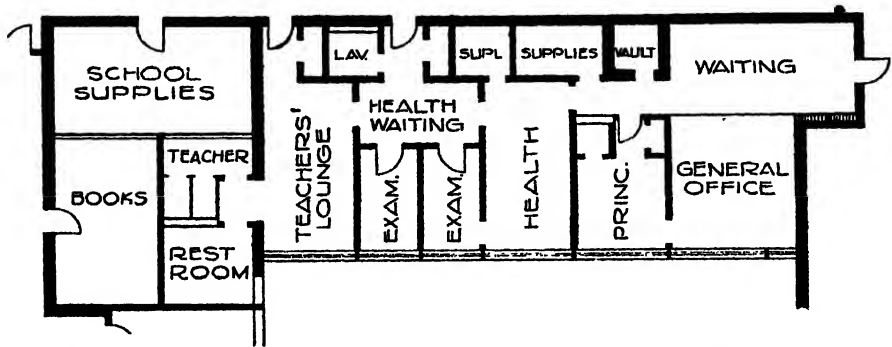 LAV.
SUPL
SUPPLIES
VAULT
WAITING
SCHOOL
SUPPLIES
HEALTH
WAITING
TEACHER
TEACHERS'
LOUNGE
EXAM.
EXAM.
HEALTH
PRINC.
GENERAL
OFFICE
BOOKS
REST
ROOM